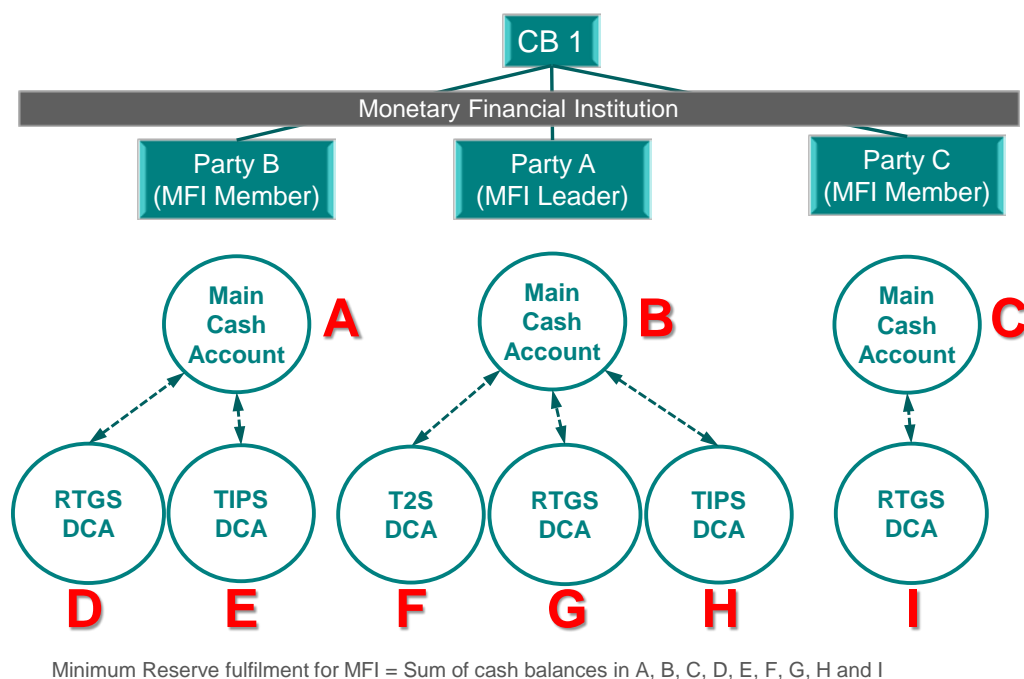 CB 1
Monetary Financial Institution
Party B
(MFI Member)
Party A
(MFI Leader)
Party C
(MFI Member)
Main
Cash
Account
A
Main
Cash
Account
B
Main
Cash
Account
C
RTGS
DCA
TIPS
DCA
T2S
DCA
RTGS
DCA
TIPS
DCA
RTGS
DCA
D
E
F
G
H
I
Minimum Reserve fulfilment for MFI = Sum of cash balances in A, B, C, D, E, F, G, H and I